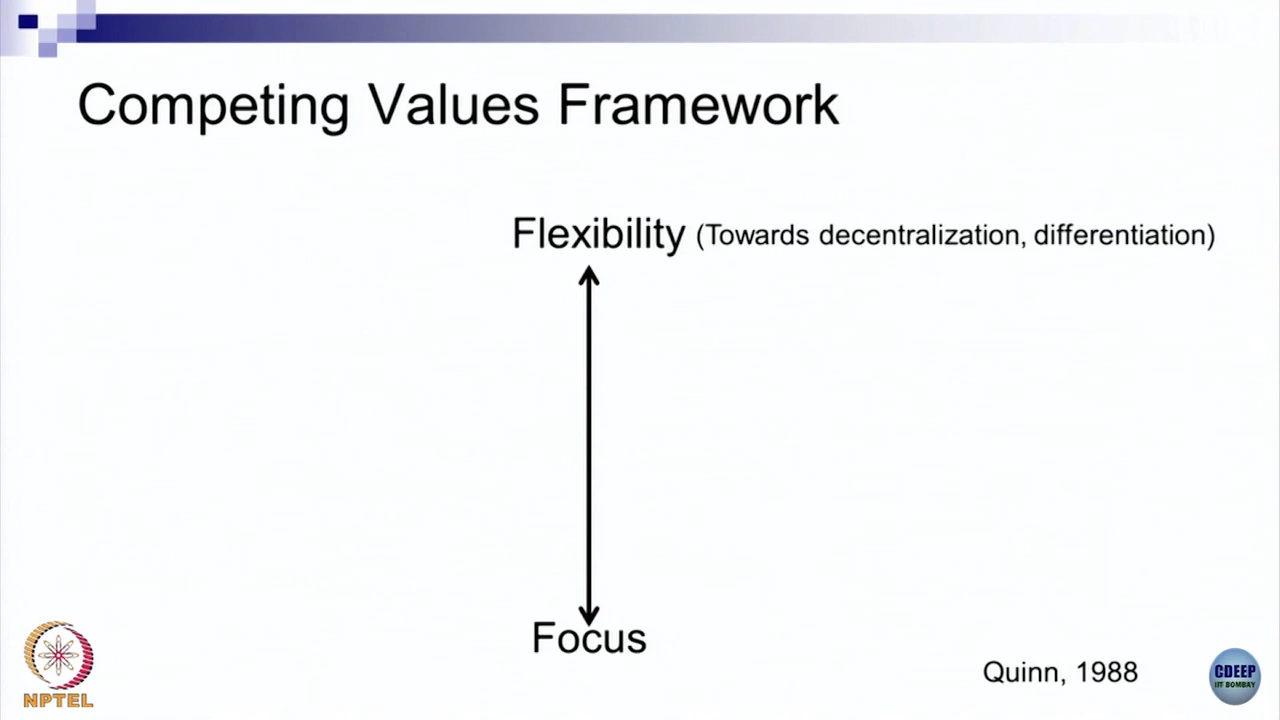 Competing Values Framework
Flexibility (Towards decentralization, differentiation)
Focus
Quinn, 1988
NPTEL
CDEEP
IIT BOMBAY